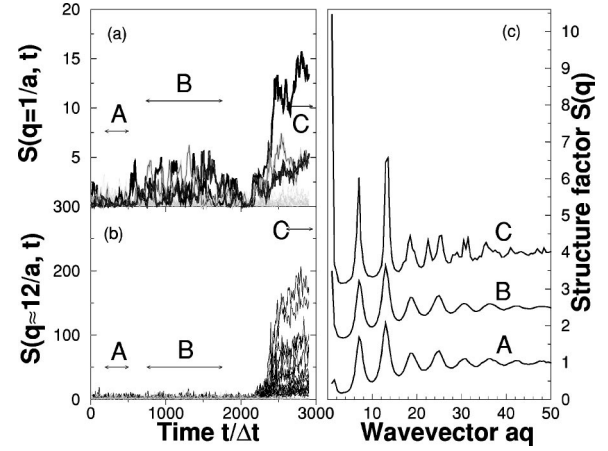 20
15
10
5
300
200
100
0
S(q=1/a, t)
S(q≈12/a, t)
(a)
A
B
C
(b)
A
B
C
0
1000
2000
3000
Time t/Δt
(c)
C
B
A
0
10
20
30
40
50
Wavevector aq
10
9
8
7
6
5
4
3
2
1
0
Structure factor S(q)